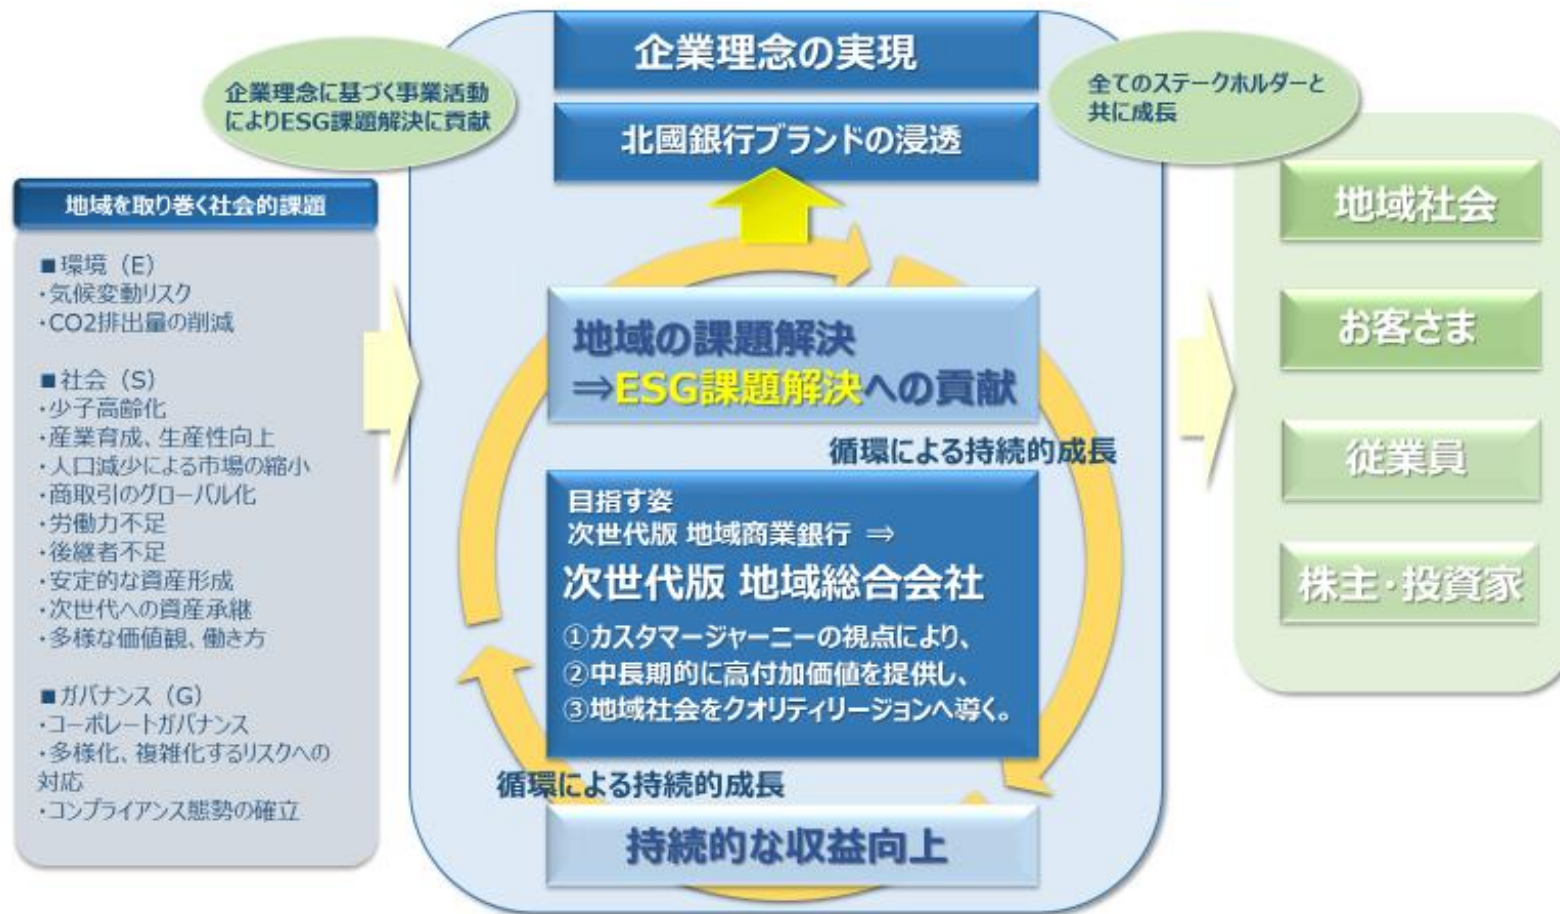 企業理念の実現
北國銀行ブランドの浸透
企業理念に基づく事業活動
によりESG課題解決に貢献
全てのステークホルダーと
共に成長
地域を取り巻く社会的課題
■環境（E）
・気候変動リスク
・CO2排出量の削減
■社会（S）
・少子高齢化
・産業育成、生産性向上
・人口減少による市場の縮小
・商取引のグローバル化
・労働力不足
・後継者不足
・安定的な資産形成
・次世代への資産承継
・多様な価値観、働き方
■ガバナンス（G）
・コーポレートガバナンス
・多様化、複雑化するリスクへの
対応
・コンプライアンス態勢の確立
地域の課題解決
⇒ESG課題解決への貢献
循環による持続的成長
目指す姿
次世代版 地域商業銀行 ⇒
次世代版 地域総合会社
①カスタマージャーニーの視点により、
②中長期的に高付加価値を提供し、
③地域社会をクオリティリージョンへ導く。
循環による持続的成長
持続的な収益向上
地域社会
お客さま
従業員
株主・投資家